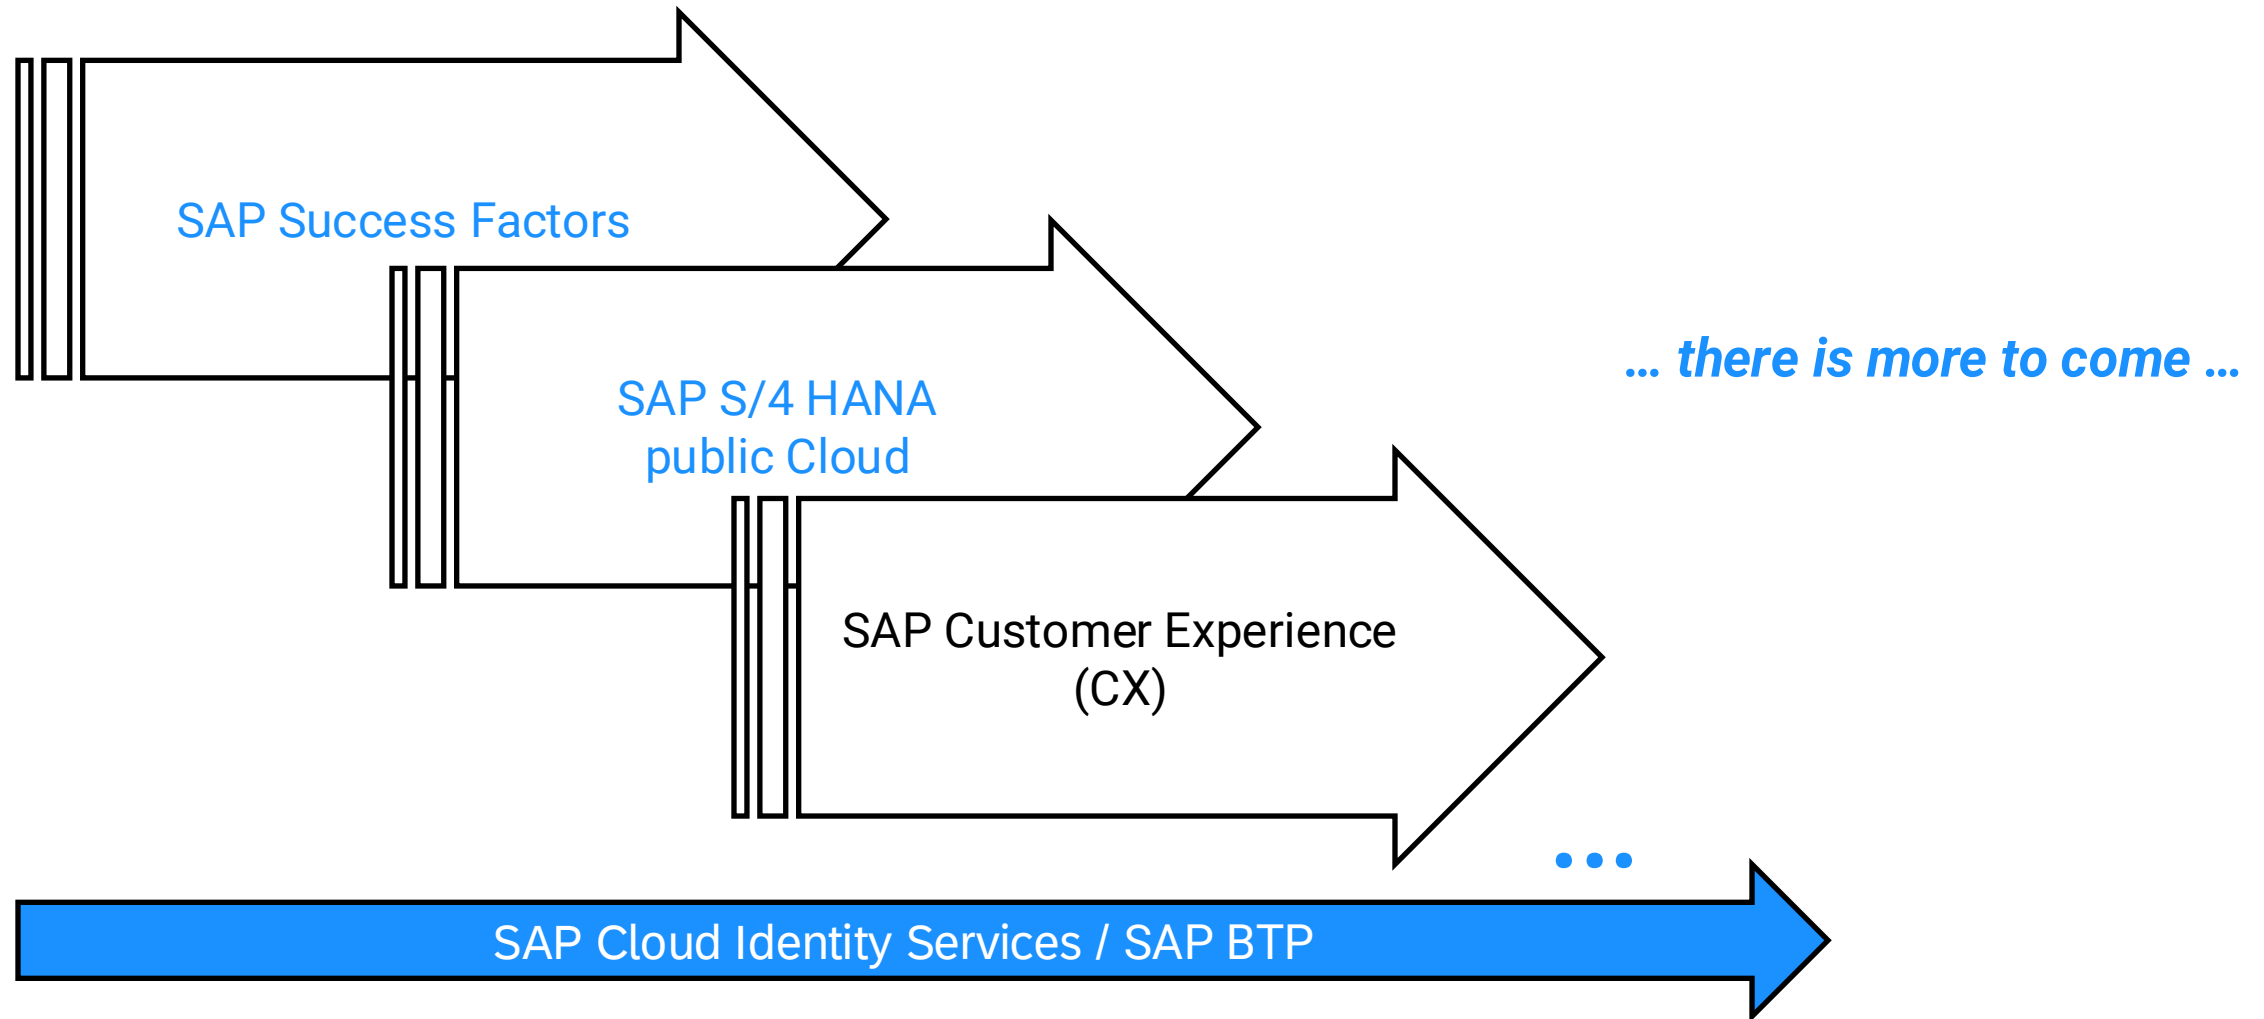 SAP Success Factors
SAP S/4 HANA
public Cloud
... there is more to come ...
SAP Customer Experience
(CX)
...
SAP Cloud Identity Services / SAP BTP